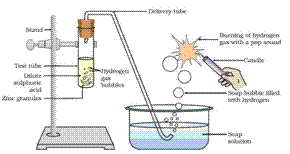 Delivery tube
Stand
Burning of hydrogen
gas with a pop sound
Candle
Test tube
Dilute
sulphuric
acid
Zinc granules
Hydrogen
gas
bubbles
Soap bubble filled
with hydrogen
Soap
solution